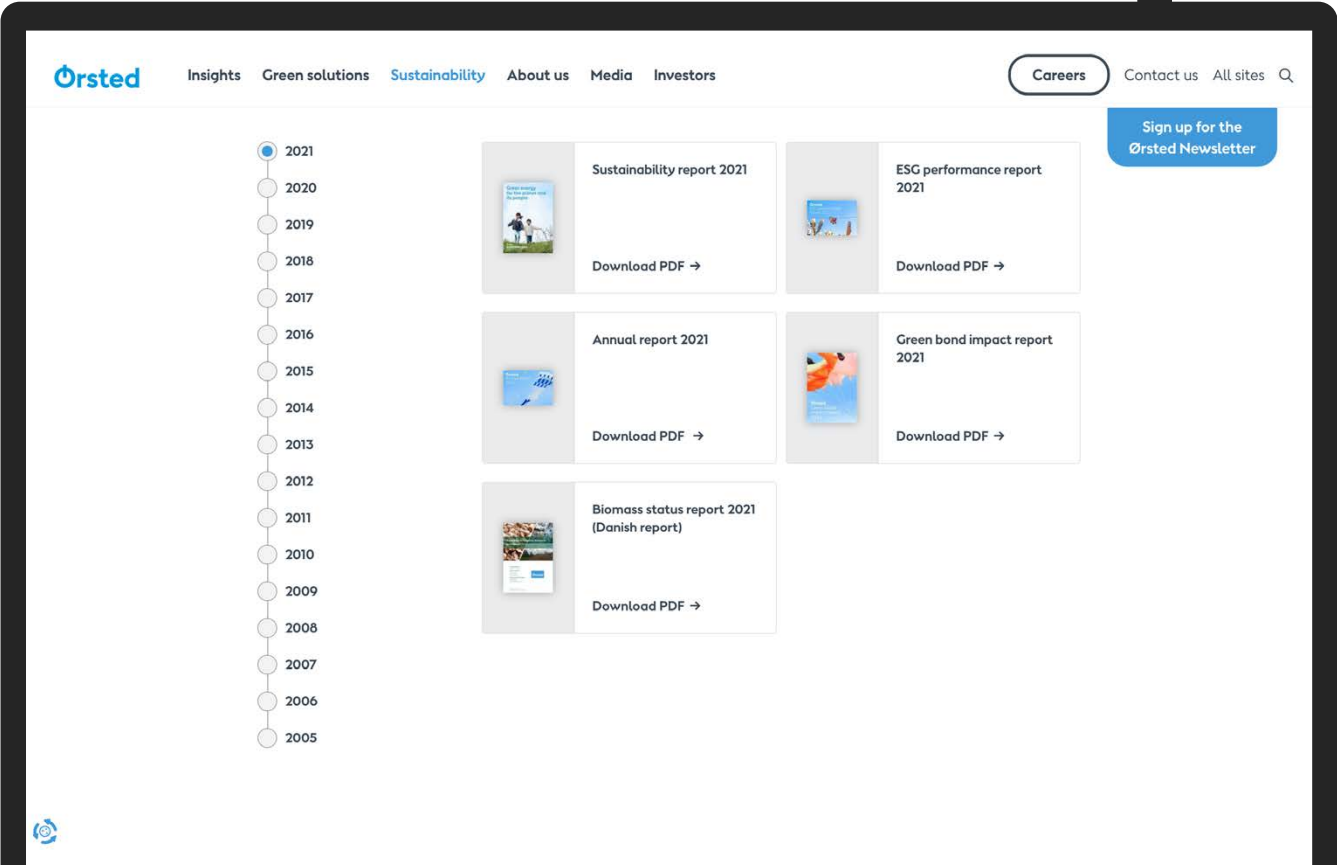 Ørsted
Insights
Green solutions
Sustainability
About us
Media
Investors
Careers
Contact us
All sites
Sign up for the
Ørsted Newsletter
2021
2020
2019
2018
2017
2016
2015
2014
2013
2012
2011
2010
2009
2008
2007
2006
2005
Sustainability report 2021
Download PDF →
ESG performance report
2021
Download PDF →
Annual report 2021
Download PDF →
Green bond impact report
2021
Download PDF →
Biomass status report 2021
(Danish report)
Download PDF →